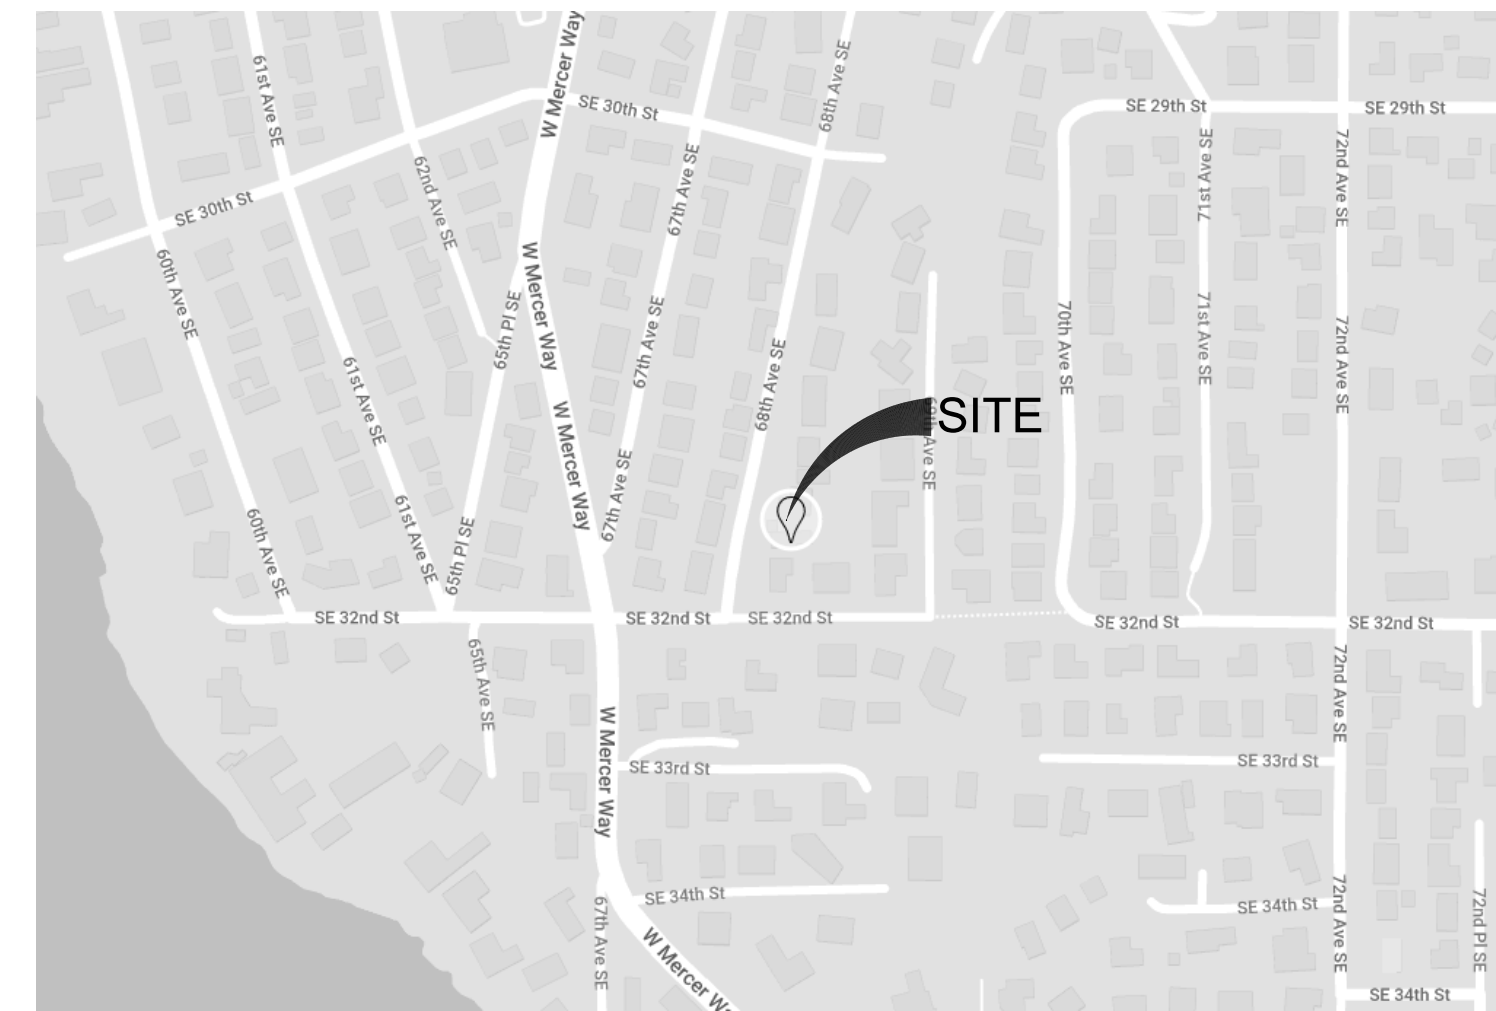 W Mercer Way
61st Ave SE
68th Ave SE
SE 30th St
SE 29th St
SE 29th St
71st Ave SE
72nd Ave SE
62nd Ave SE
67th Ave SE
SE 30th St
60th Ave SE
W Mercer Way
65th Pl SE
67th Ave SE
68th Ave SE
70th Ave SE
71st Ave SE
72nd Ave SE
61st Ave SE
SITE
69th Ave SE
W Mercer Way
67th Ave SE
60th Ave SE
61st Ave SE
65th Pl SE
SE 32nd St
SE 32nd St
SE 32nd St
SE 32nd St
SE 32nd St
65th Ave SE
72nd Ave SE
W Mercer Way
SE 33rd St
SE 33rd St
SE 34th St
SE 34th St
67th Ave SE
W Mercer Wa
72nd Ave SE
72nd Pl SE
SE 34th St